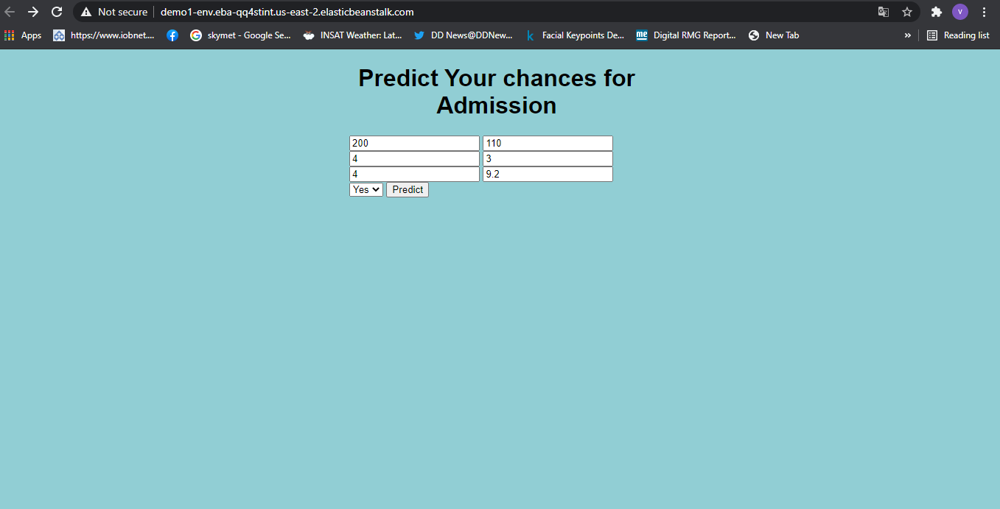 Not secure demo1-env.eba-qq4stint.us-east-2.elasticbeanstalk.com V
Apps https://www.iobnet.... skymet - Google Se... INSAT Weather: Lat... DD News@DDNew... k Facial Keypoints De... me Digital RMG Report... New Tab » Reading list
Predict Your chances for
Admission
200 110
4 3
4 9.2
Yes Predict